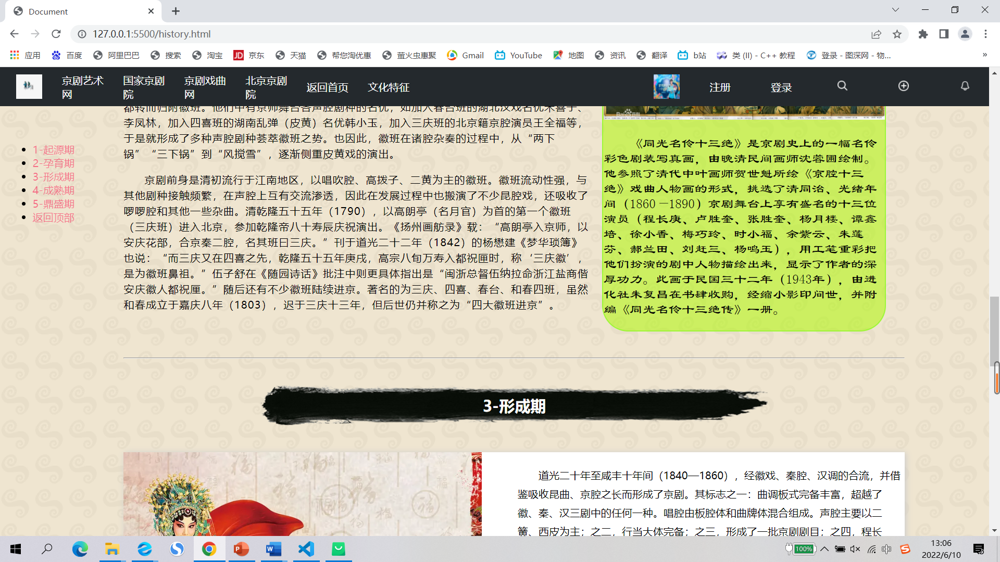 Document
127.0.0.1:5500/history.html
应用
百度
阿里巴巴
搜索
淘宝
京东
天猫
帮您淘优惠
萤火虫惠聚
Gmail
YouTube
地图
资讯
翻译
b站
类 (II) - C++ 教程
登录 - 图深网 - 物...
»
京剧艺术
网
国家京剧
院
京剧戏曲
网
北京京剧
院
返回首页
文化特征
注册
登录
1-起源期
2-孕育期
3-形成期
4-成熟期
5-鼎盛期
返回顶部
都转而归附徽班。他们中有京师舞台各声腔剧种的名优，如加入春台班的湖北汉戏名优米喜子、
李凤林，加入四喜班的湖南乱弹（皮黄）名优韩小玉，加入三庆班的北京籍京腔演员王全福等，
于是就形成了多种声腔剧种荟萃徽班之势。也因此，徽班在诸腔杂奏的过程中，从“两下
锅”“三下锅”到“风搅雪”，逐渐侧重皮黄戏的演出。
京剧前身是清初流行于江南地区，以唱吹腔、高拨子、二黄为主的徽班。徽班流动性强，与
其他剧种接触频繁，在声腔上互有交流渗透，因此在发展过程中也搬演了不少昆腔戏，还吸收了
啰啰腔和其他一些杂曲。清乾隆五十五年（1790），以高朗亭（名月官）为首的第一个徽班
（三庆班）进入北京，参加乾隆帝八十寿辰庆祝演出。《扬州画舫录》载：“高朗亭入京师，以
安庆花部，合京秦二腔，名其班曰三庆。”刊于道光二十二年（1842）的杨懋建《梦华琐簿》
也说：“而三庆又在四喜之先，乾隆五十五年庚戌，高宗八旬万寿入都祝匣时，称‘三庆徽’，
是为徽班鼻祖。”伍子舒在《随园诗话》批注中则更具体指出是“闽浙总督伍纳拉命浙江盐商偕
安庆徽人都祝厘。”随后还有不少徽班陆续进京。著名的为三庆、四喜、春台、和春四班，虽然
和春成立于嘉庆八年（1803），迟于三庆十三年，但后世仍并称之为“四大徽班进京”。
Bai百科
《同光名伶十三绝》是京剧史上的一幅名伶
彩色剧装写真画，由晚清民间画师沈蓉圃绘制。
他参照了清代中叶画师贺世魁所绘《京腔十三
绝》戏曲人物画的形式，挑选了清同治、光绪年
间（1860－1890）京剧舞台上享有盛名的十三位
演员（程长庚、卢胜奎、张胜奎、杨月楼、谭鑫
培、徐小香、梅巧玲、时小福、余紫云、朱莲
芬、郝兰田、刘赶三、杨鸣玉），用工笔重彩把
他们扮演的剧中人物描绘出来，显示了作者的深
厚功力。此画于民国三十二年（1943年），由进
化社朱复昌在书肆收购，经缩小影印问世，并附
编《同光名伶十三绝传》一册。
3-形成期
道光二十年至咸丰十年间（1840—1860），经徽戏、秦腔、汉调的合流，并借
鉴吸收昆曲、京腔之长而形成了京剧。其标志之一：曲调板式完备丰富，超越了
徽、秦、汉三剧中的任何一种。唱腔由板腔体和曲牌体混合组成。声腔主要以二
簧、西皮为主；之二，行当大体完备；之三，形成了一批京剧剧目；之四，程长
100%
中
13:06
2022/6/10